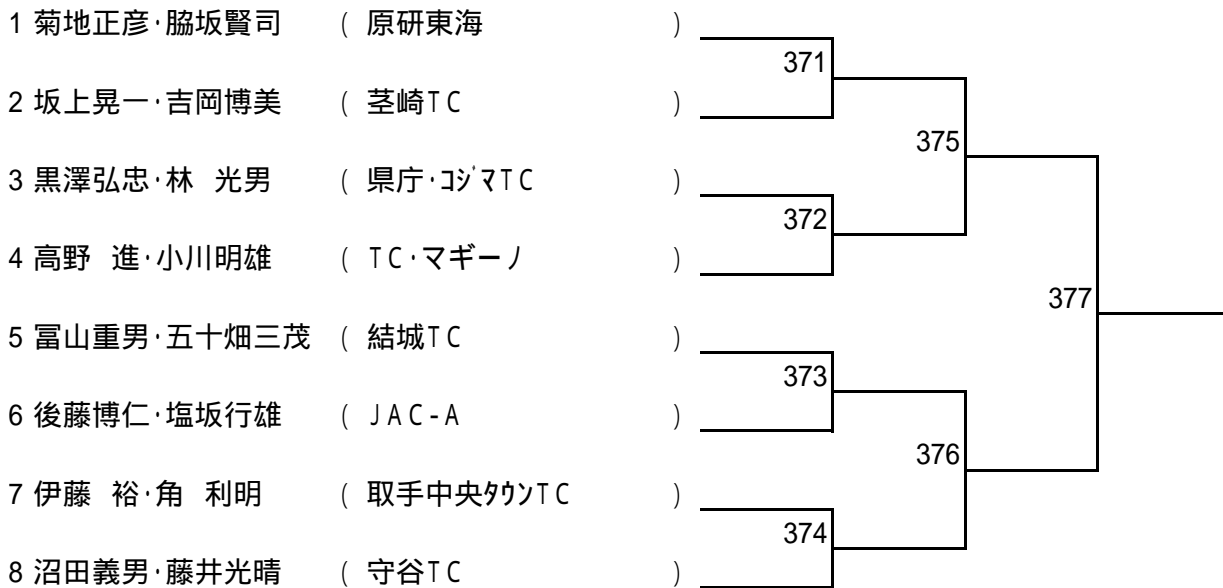 1 菊地正彦･脇坂賢司 ( 原研東海 )
371
2 坂上晃一･吉岡博美 ( 茎崎TC )
375
3 黒澤弘忠･林 光男 ( 県庁･ｺｼﾞﾏTC )
372
4 高野 進･小川明雄 ( TC･マギーノ )
377
5 冨山重男･五十畑三茂 ( 結城TC )
373
6 後藤博仁･塩坂行雄 ( JAC-A )
376
7 伊藤 裕･角 利明 ( 取手中央ﾀｳﾝTC )
374
8 沼田義男･藤井光晴 ( 守谷TC )